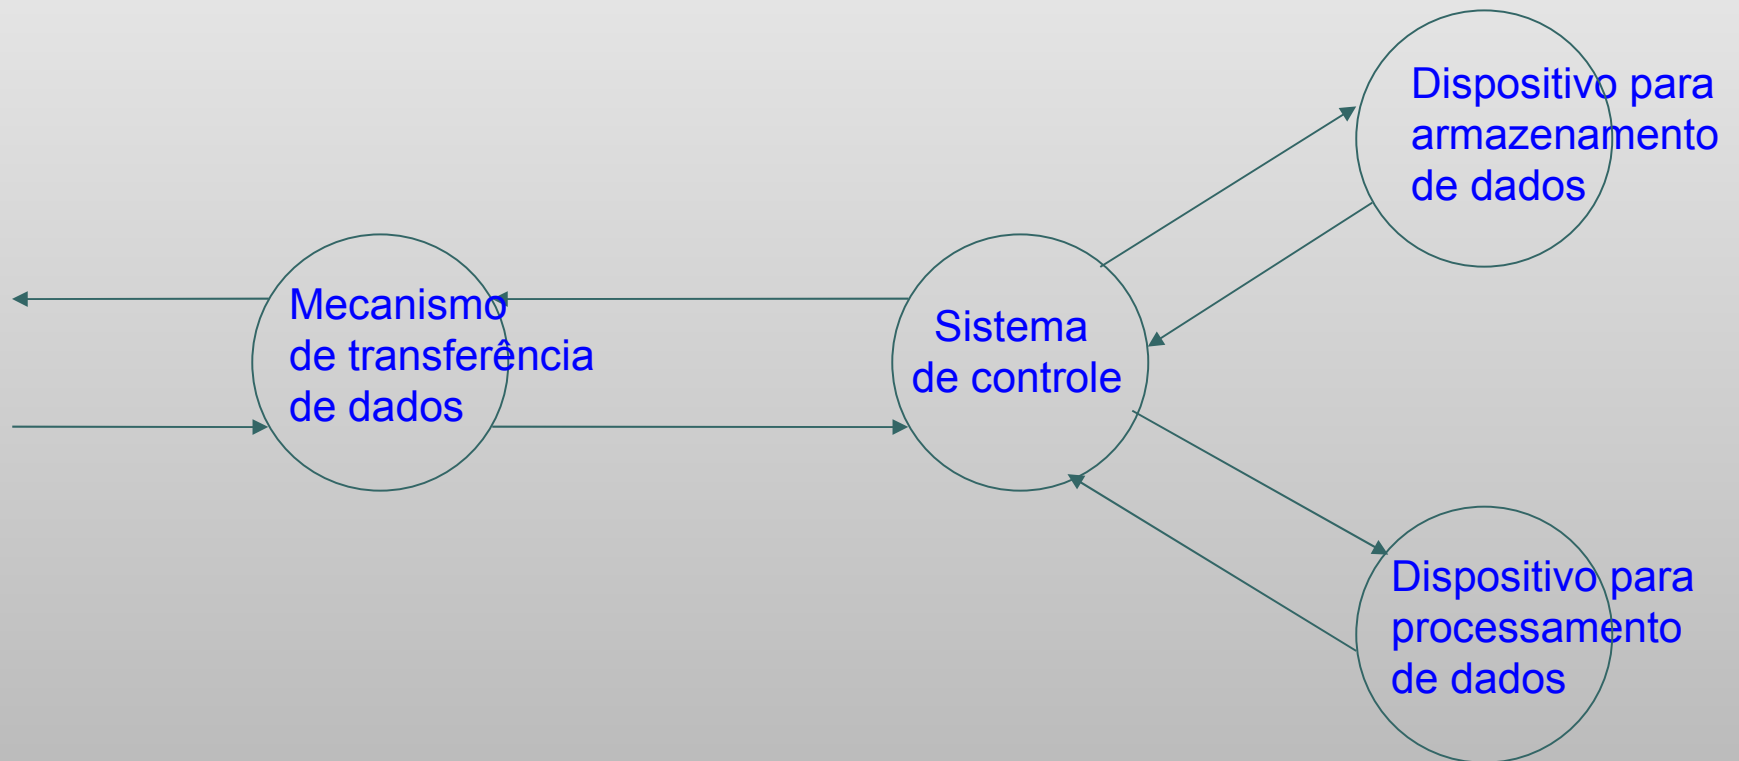 Mecanismo
de transferência
de dados
Sistema
de controle
Dispositivo para
armazenamento
de dados
Dispositivo para
processamento
de dados